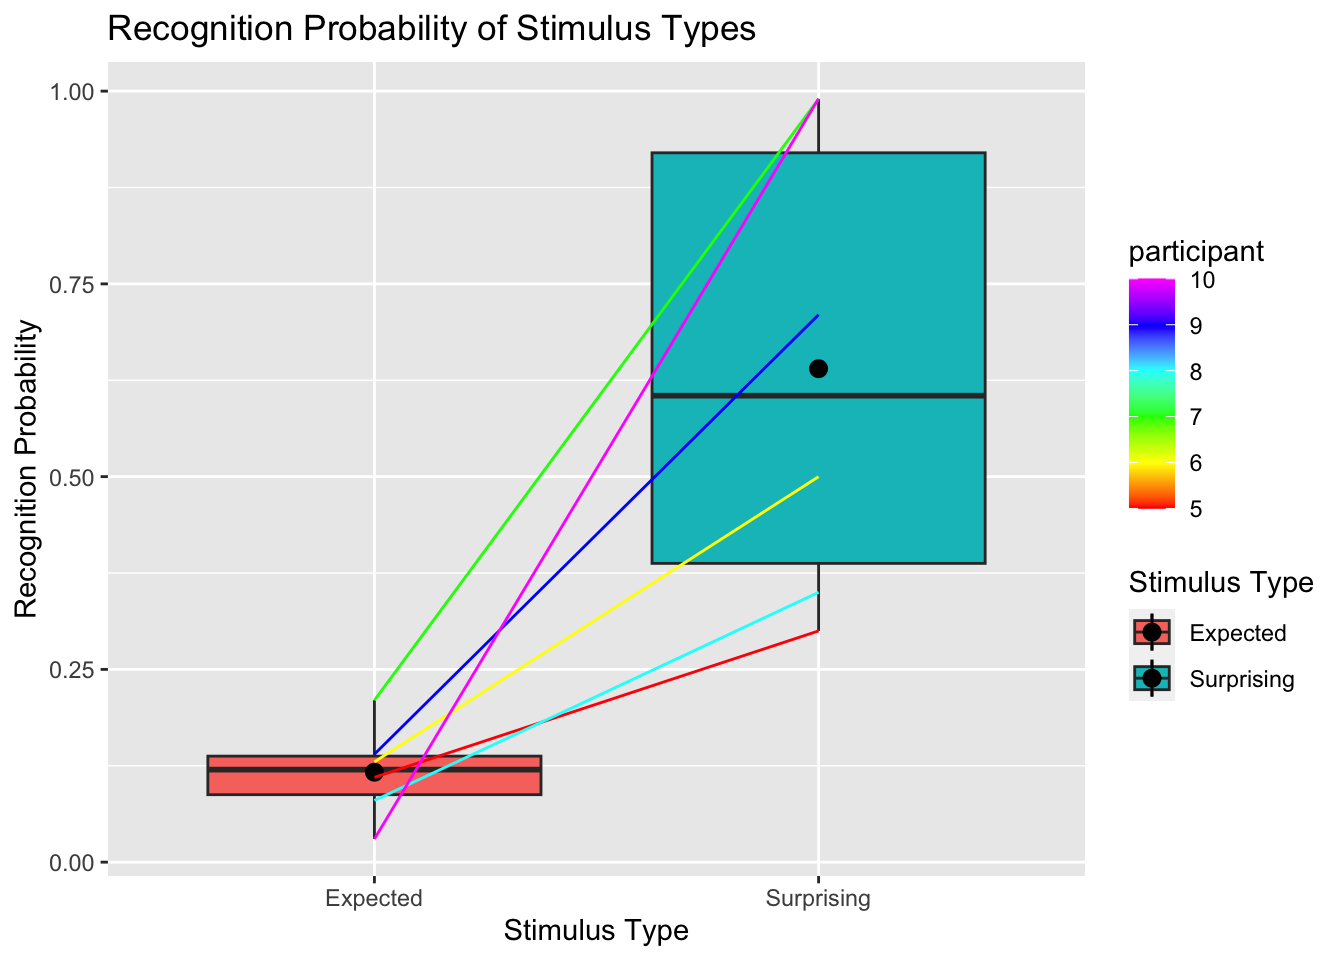 Recognition Probability of Stimulus Types
Recognition Probability
1.00
0.75
0.50
0.25
0.00
Expected
Surprising
Stimulus Type
participant
10
9
8
7
6
5
Stimulus Type
Expected
Surprising